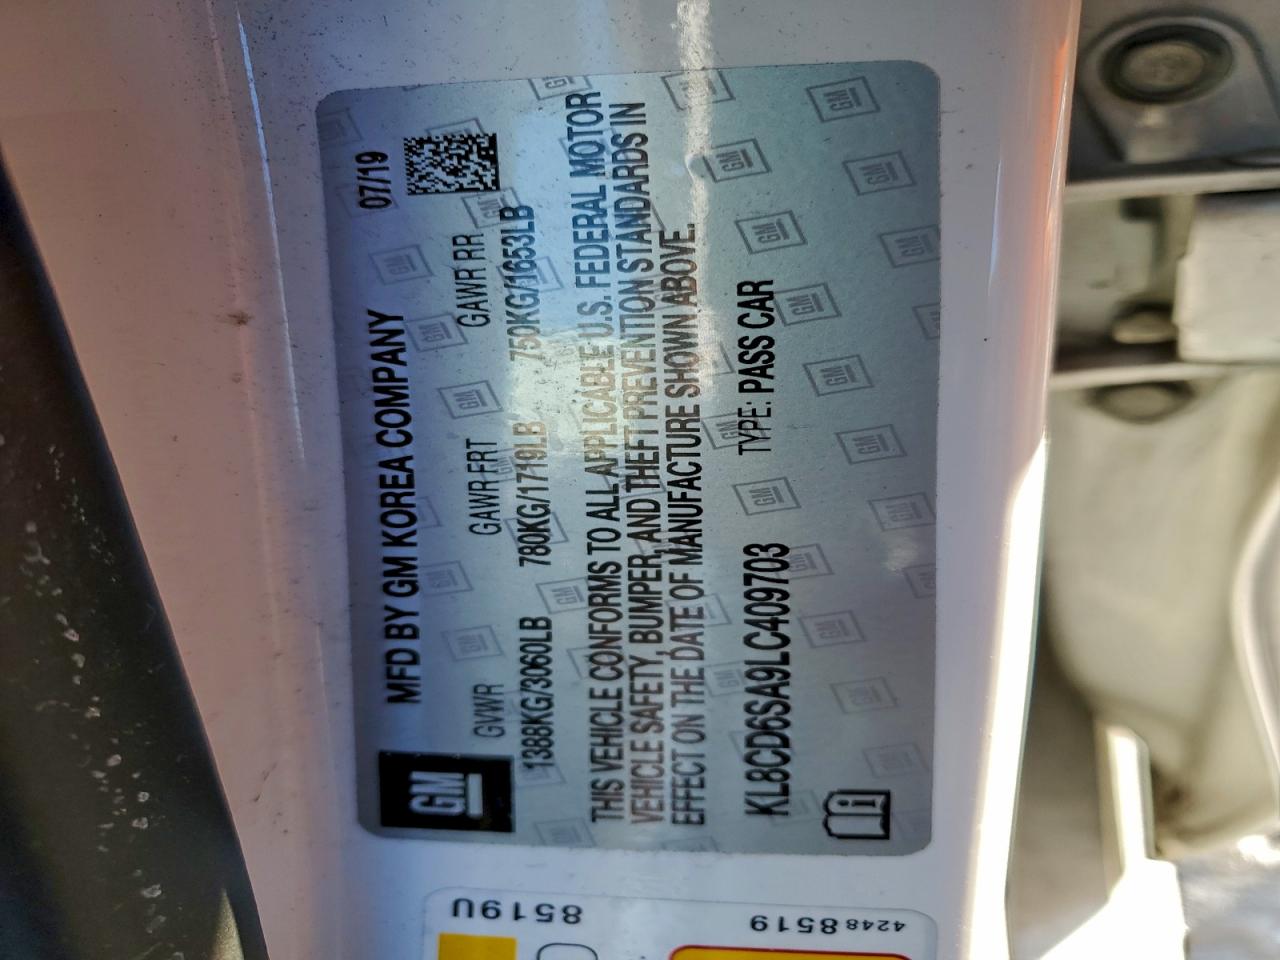 MFD BY GM KOREA COMPANY 07/19
GM
GVWR GAWR FRT GAWR RR
1388KG/3060LB 780KG/1719LB 750KG/1653LB
THIS VEHICLE CONFORMS TO ALL APPLICABLE U.S. FEDERAL MOTOR
VEHICLE SAFETY, BUMPER, AND THEFT PREVENTION STANDARDS IN
EFFECT ON THE DATE OF MANUFACTURE SHOWN ABOVE.
KL8CD6SA9LC409703 TYPE: PASS CAR
8519U
42488519